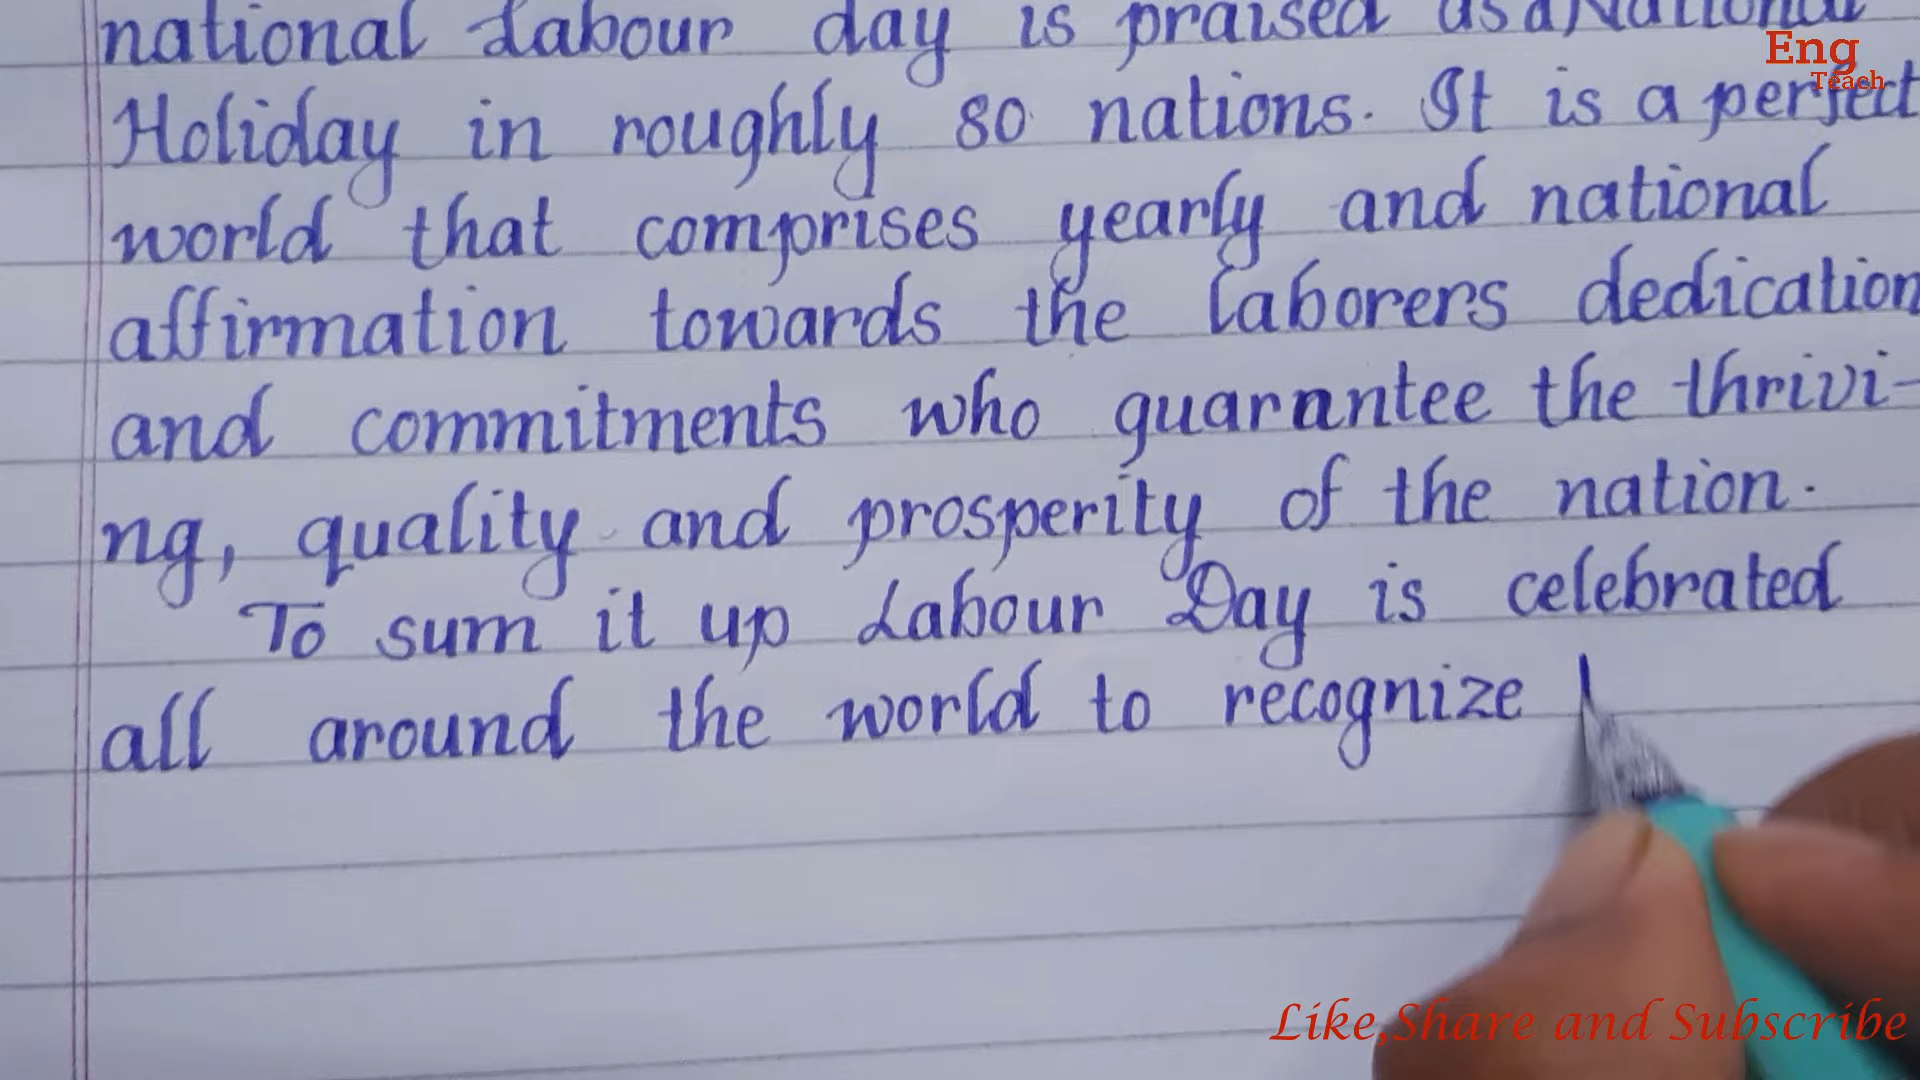 national Labour day is praised as a National
Eng
Teach
Holiday in roughly 80 nations. It is a perfect
world that comprises yearly and national
affirmation towards the laborers dedication
and commitments who guarantee the thrivi-
ng, quality and prosperity of the nation.
To sum it up Labour Day is celebrated
all around the world to recognize
Like,Share and Subscribe